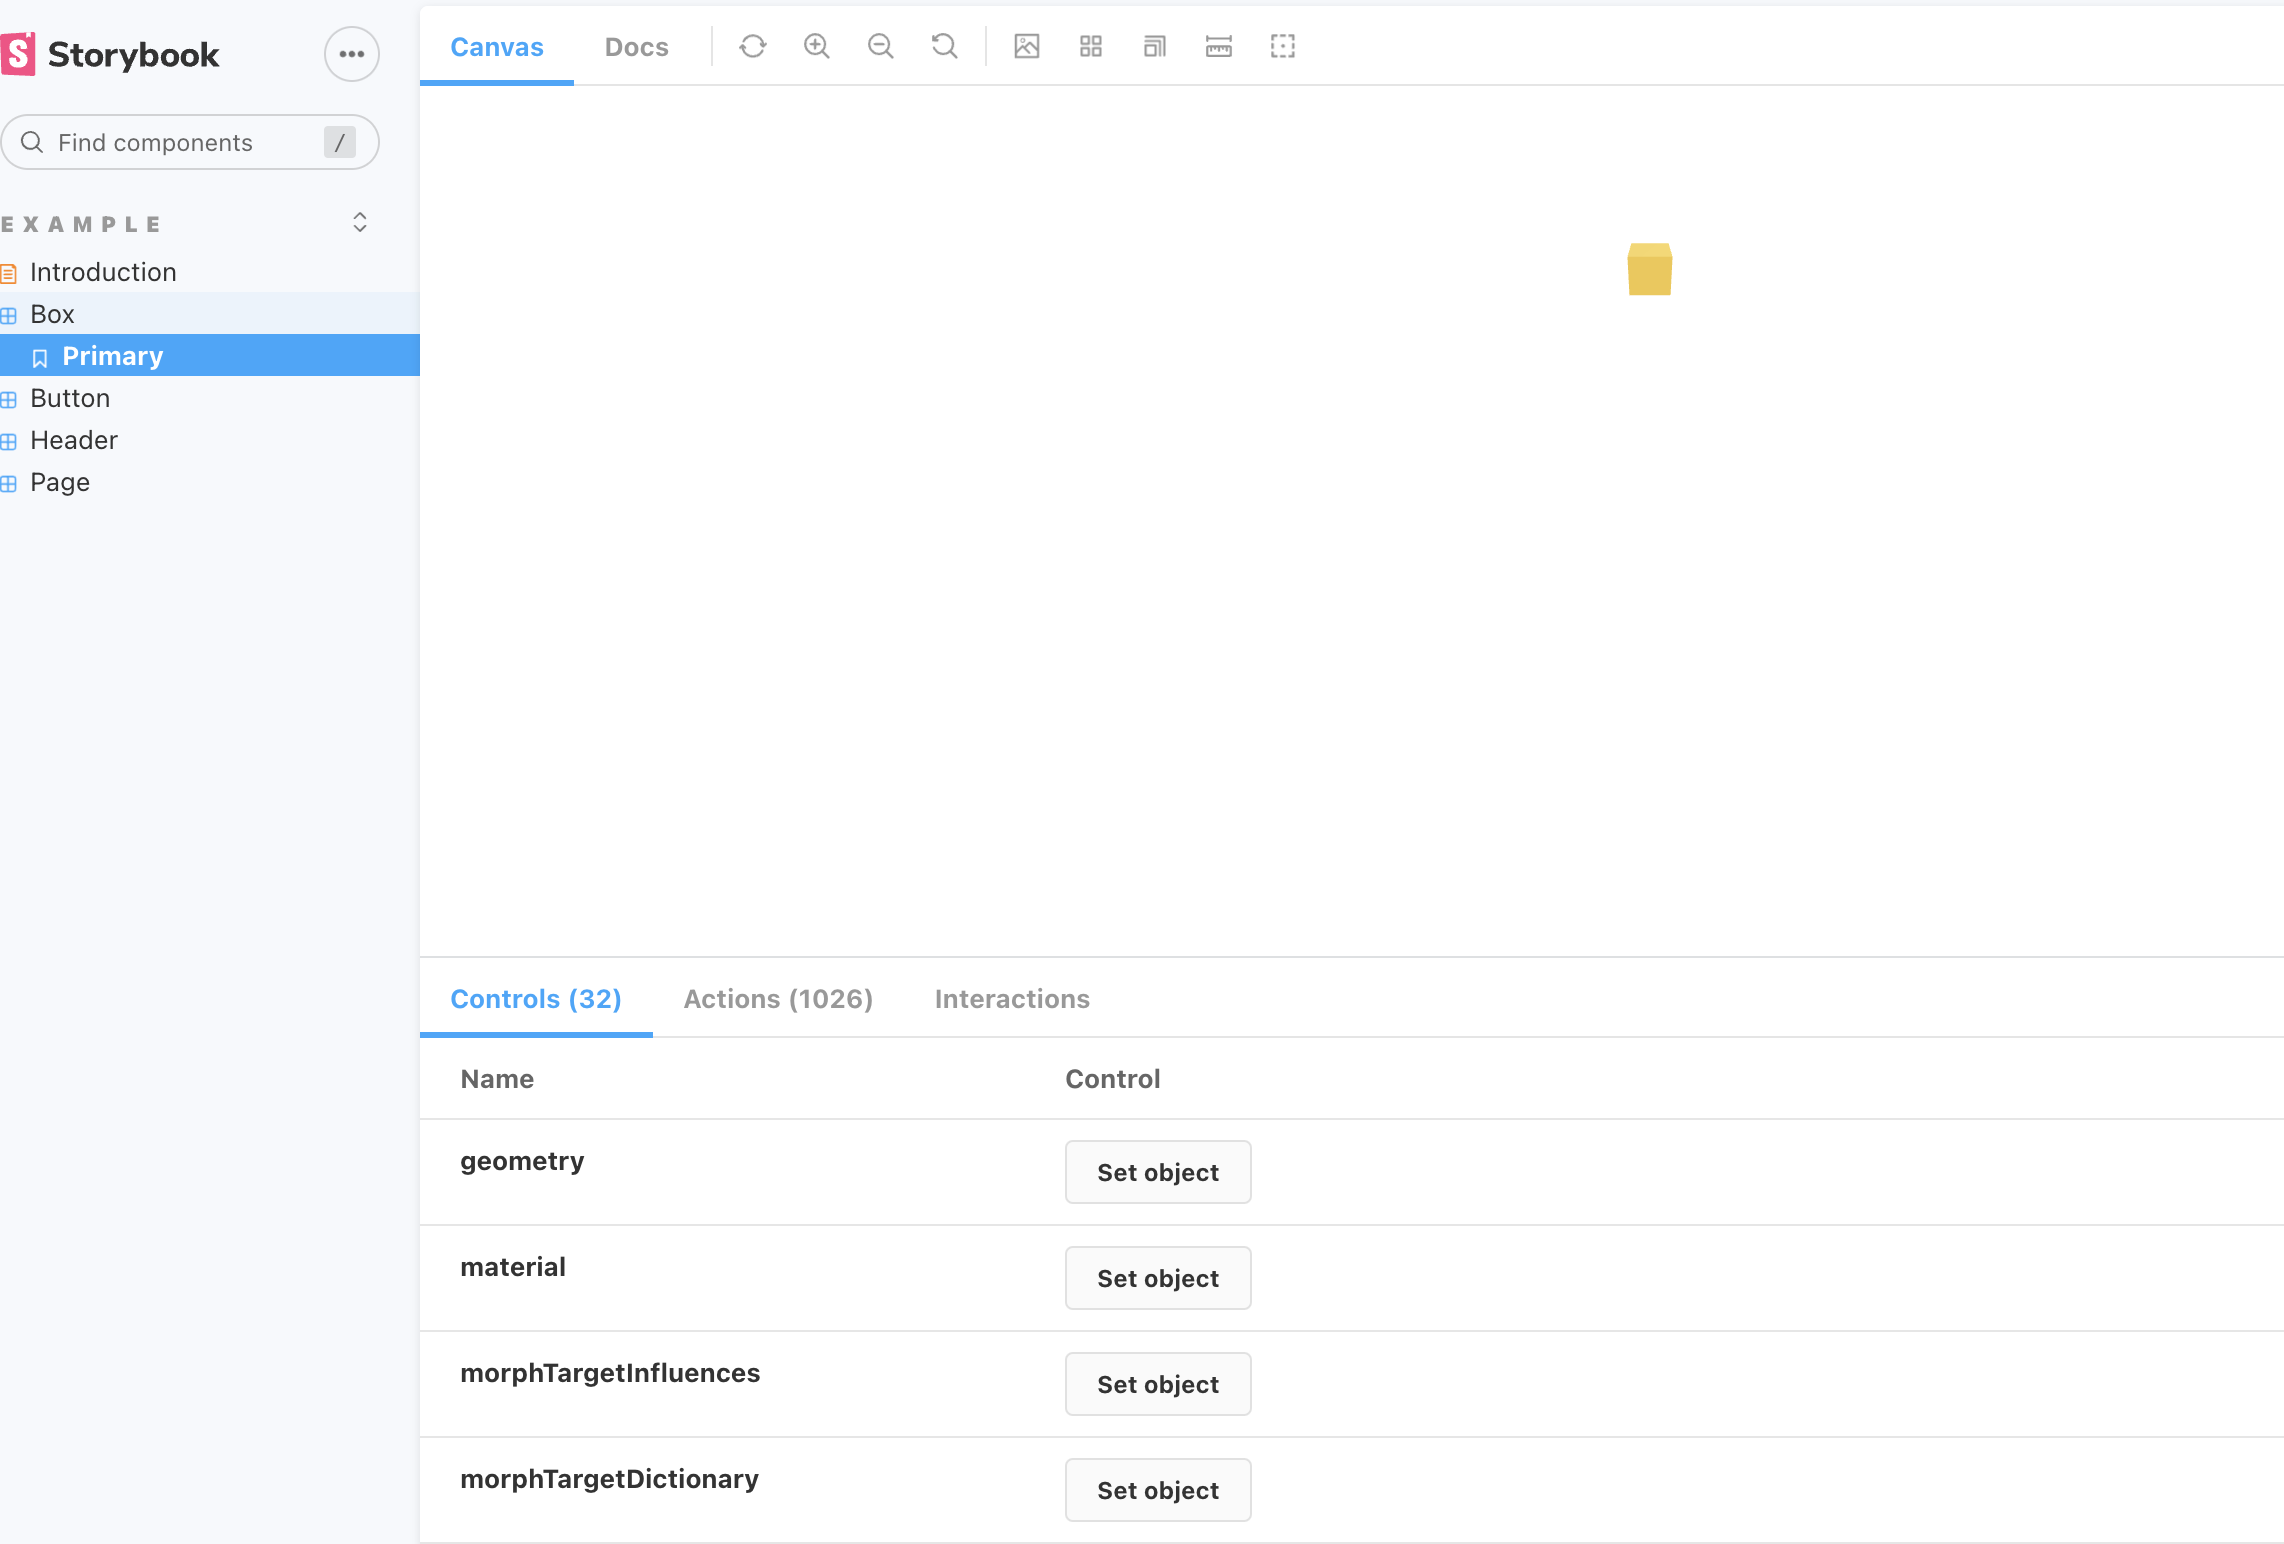 S Storybook
Find components /
EXAMPLE
Introduction
Box
Primary
Button
Header
Page
Canvas Docs
Controls (32) Actions (1026) Interactions
Name Control
geometry Set object
material Set object
morphTargetInfluences Set object
morphTargetDictionary Set object